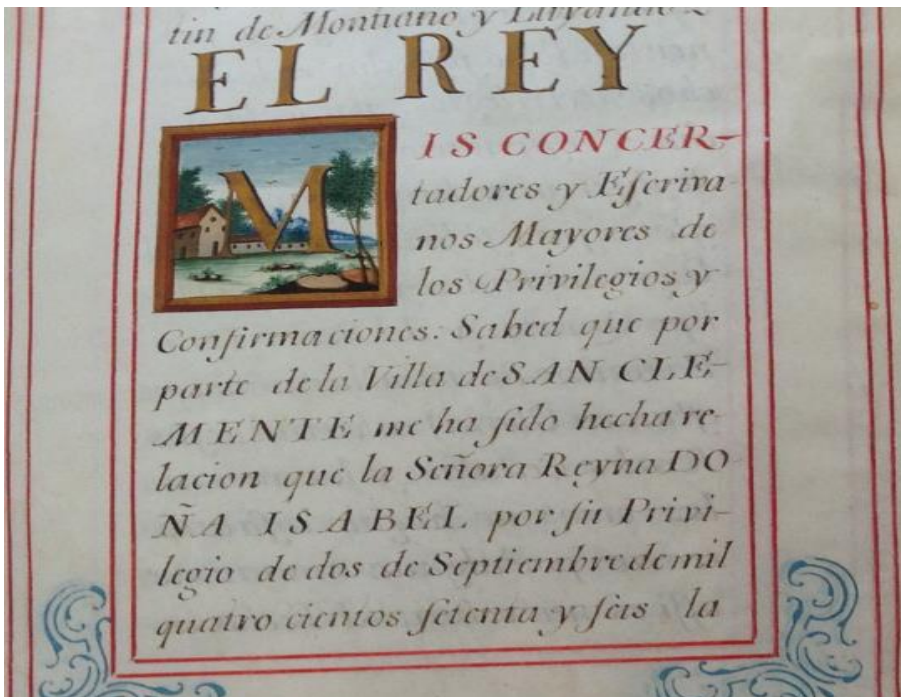 tin de Montiano y Luyando
EL REY
MIS CONCER-
tadores y Escriva-
nos Mayores de
los Privilegios y
Confirmaciones: Sabed que por
parte de la Villa de SAN CLE-
MENTE me ha sido hecha re-
lacion que la Señora Reyna DO-
ÑA ISABEL por su Privi-
legio de dos de Septiembre de mil
quatro cientos setenta y seis la